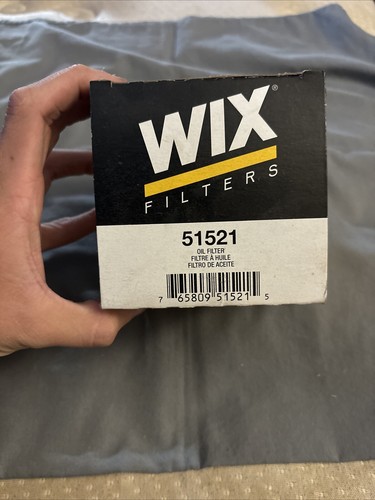 WIX®
FILTERS
51521
OIL FILTER
FILTRE À HUILE
FILTRO DE ACEITE
7 65809 51521 5